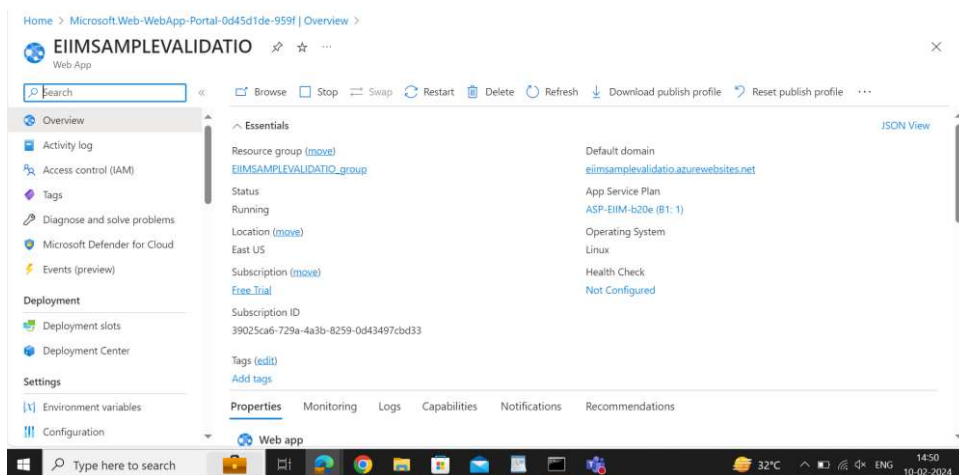 Home > Microsoft.Web-WebApp-Portal-0d45d1de-959f | Overview >
EIIMSAMPLEVALIDATIO
Web App
Search
Browse Stop Swap Restart Delete Refresh Download publish profile Reset publish profile
Overview
Activity log
Access control (IAM)
Tags
Diagnose and solve problems
Microsoft Defender for Cloud
Events (preview)
Deployment
Deployment slots
Deployment Center
Settings
Environment variables
Configuration
Essentials
JSON View
Resource group (move)
EIIMSAMPLEVALIDATIO_group
Status
Running
Location (move)
East US
Subscription (move)
Free Trial
Subscription ID
39025ca6-729a-4a3b-8259-0d43497cbd33
Tags (edit)
Add tags
Default domain
eiimsamplevalidatio.azurewebsites.net
App Service Plan
ASP-EIIM-b20e (B1: 1)
Operating System
Linux
Health Check
Not Configured
Properties Monitoring Logs Capabilities Notifications Recommendations
Web app
Type here to search
32°C
ENG
14:50
10-02-2024